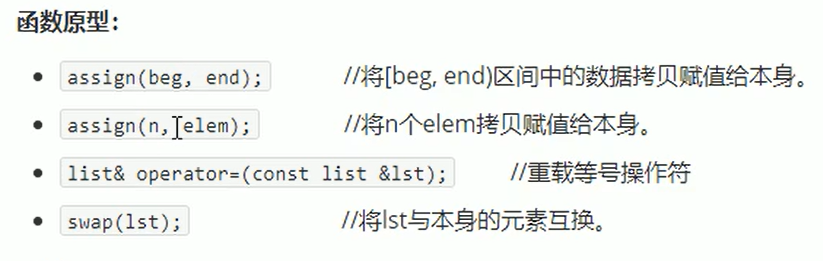 函数原型：
• assign(beg, end); //将[beg, end)区间中的数据拷贝赋值给本身。
• assign(n, elem); //将n个elem拷贝赋值给本身。
• list& operator=(const list &lst); //重载等号操作符
• swap(lst); //将lst与本身的元素互换。